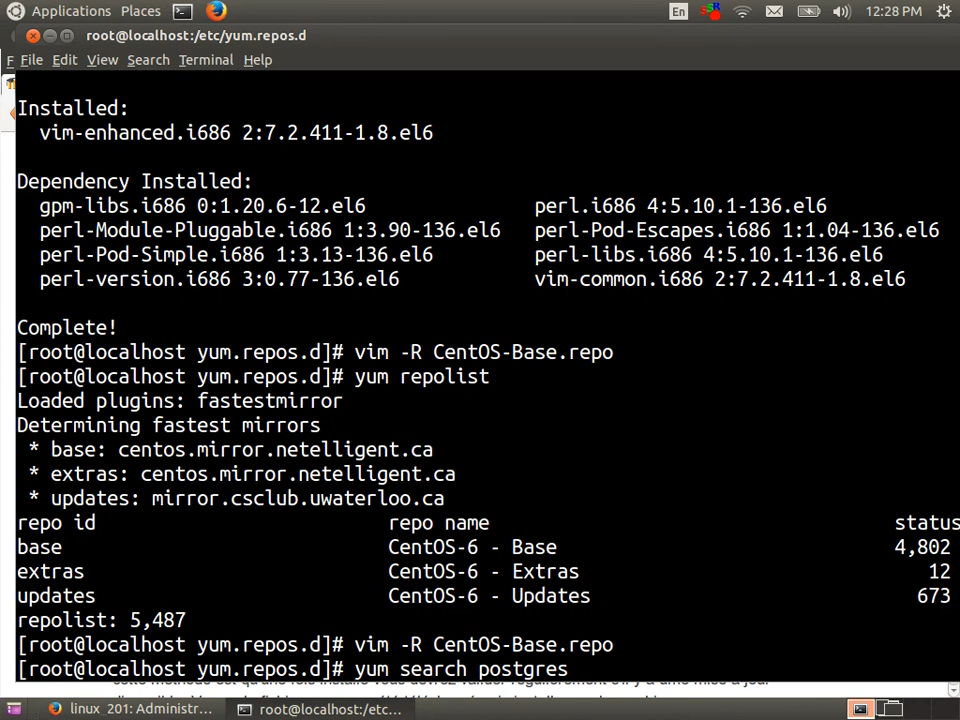 Applications Places En 12:28 PM
root@localhost:/etc/yum.repos.d
File Edit View Search Terminal Help
Installed:
vim-enhanced.i686 2:7.2.411-1.8.el6
Dependency Installed:
gpm-libs.i686 0:1.20.6-12.el6 perl.i686 4:5.10.1-136.el6
perl-Module-Pluggable.i686 1:3.90-136.el6 perl-Pod-Escapes.i686 1:1.04-136.el6
perl-Pod-Simple.i686 1:3.13-136.el6 perl-libs.i686 4:5.10.1-136.el6
perl-version.i686 3:0.77-136.el6 vim-common.i686 2:7.2.411-1.8.el6
Complete!
[root@localhost yum.repos.d]# vim -R CentOS-Base.repo
[root@localhost yum.repos.d]# yum repolist
Loaded plugins: fastestmirror
Determining fastest mirrors
* base: centos.mirror.netelligent.ca
* extras: centos.mirror.netelligent.ca
* updates: mirror.csclub.uwaterloo.ca
repo id repo name status
base CentOS-6 - Base 4,802
extras CentOS-6 - Extras 12
updates CentOS-6 - Updates 673
repolist: 5,487
[root@localhost yum.repos.d]# vim -R CentOS-Base.repo
[root@localhost yum.repos.d]# yum search postgres
linux_201: Administr... root@localhost:/etc...